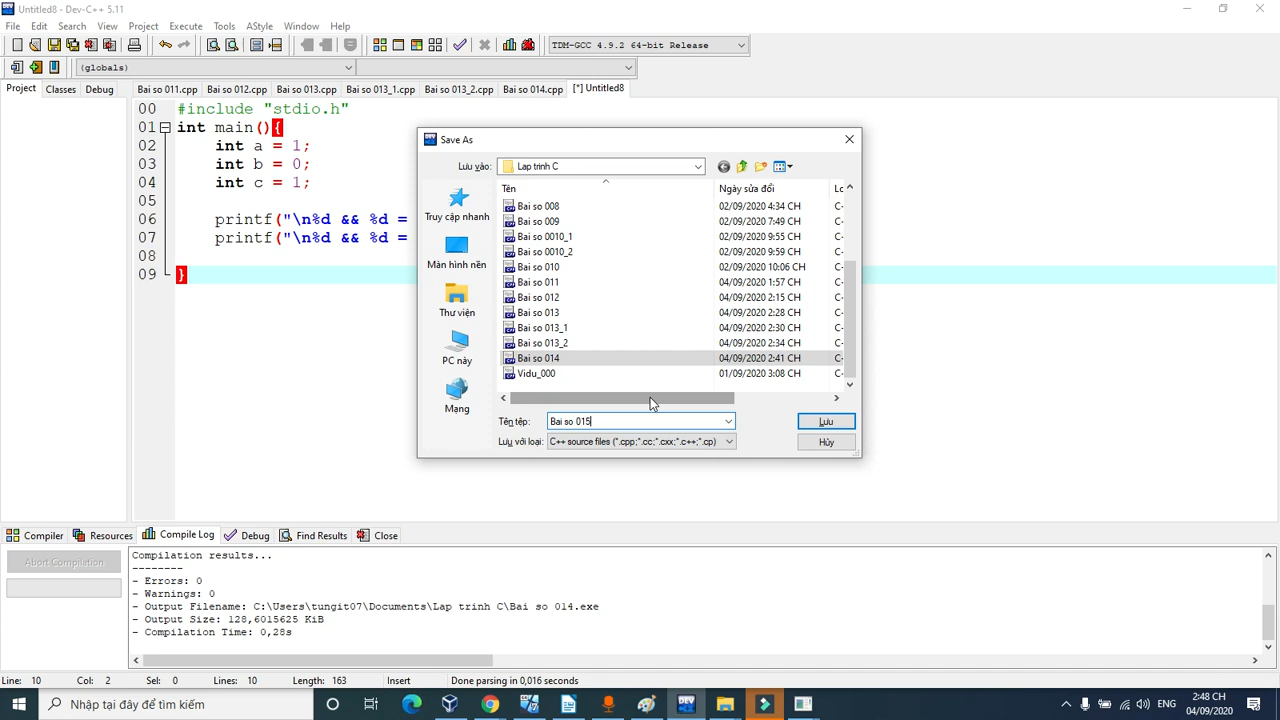 Untitled8 - Dev-C++ 5.11
File Edit Search View Project Execute Tools AStyle Window Help
TDM-GCC 4.9.2 64-bit Release
(globals)
Project Classes Debug
Bai so 011.cpp Bai so 012.cpp Bai so 013.cpp Bai so 013_1.cpp Bai so 013_2.cpp Bai so 014.cpp [*] Untitled8
00 #include "stdio.h"
01 int main(){
02 int a = 1;
03 int b = 0;
04 int c = 1;
05
06 printf("\n%d && %d =
07 printf("\n%d && %d =
08
09 }
Save As
Lưu vào: Lap trinh C
Tên Ngày sửa đổi Lo
Bai so 008 02/09/2020 4:34 CH C-
Bai so 009 02/09/2020 7:49 CH C-
Bai so 0010_1 02/09/2020 9:55 CH C-
Bai so 0010_2 02/09/2020 9:59 CH C-
Bai so 010 02/09/2020 10:06 CH C-
Bai so 011 04/09/2020 1:57 CH C-
Bai so 012 04/09/2020 2:15 CH C-
Bai so 013 04/09/2020 2:28 CH C-
Bai so 013_1 04/09/2020 2:30 CH C-
Bai so 013_2 04/09/2020 2:34 CH C-
Bai so 014 04/09/2020 2:41 CH C-
Vidu_000 01/09/2020 3:08 CH C-
Truy cập nhanh
Màn hình nền
Thư viện
PC này
Mạng
Tên tệp: Bai so 015 Lưu
Lưu với loại: C++ source files (*.cpp;*.cc;*.cxx;*.c++;*.cp) Hủy
Compiler Resources Compile Log Debug Find Results Close
Abort Compilation
Compilation results...
--------
- Errors: 0
- Warnings: 0
- Output Filename: C:\Users\tungit07\Documents\Lap trinh C\Bai so 014.exe
- Output Size: 128,6015625 KiB
- Compilation Time: 0,28s
Line: 10 Col: 2 Sel: 0 Lines: 10 Length: 163 Insert Done parsing in 0,016 seconds
Nhập tại đây để tìm kiếm
DEV
ENG
2:48 CH
04/09/2020